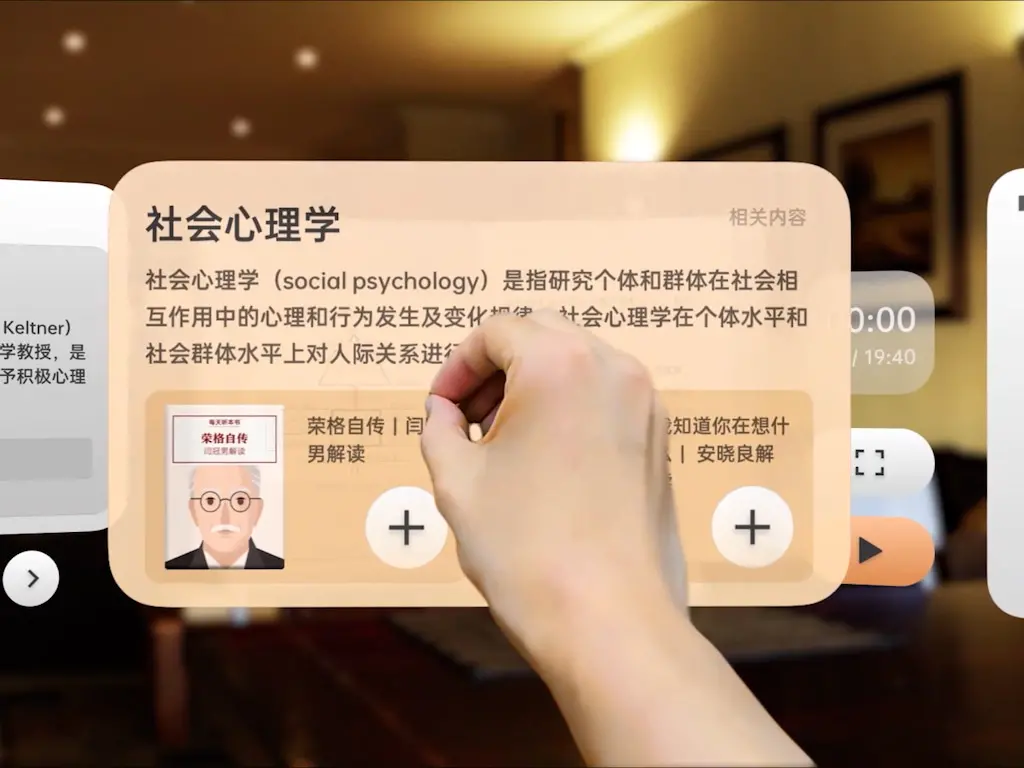 Keltner)
学教授，是
予积极心理
社会心理学
相关内容
社会心理学（social psychology）是指研究个体和群体在社会相
互作用中的心理和行为发生及变化规律 社会心理学在个体水平和
社会群体水平上对人际关系进行
每天听本书
荣格自传
闫冠男解读
荣格自传 | 闫
男解读
知道你在想什
| 安晓良解
0:00
/ 19:40